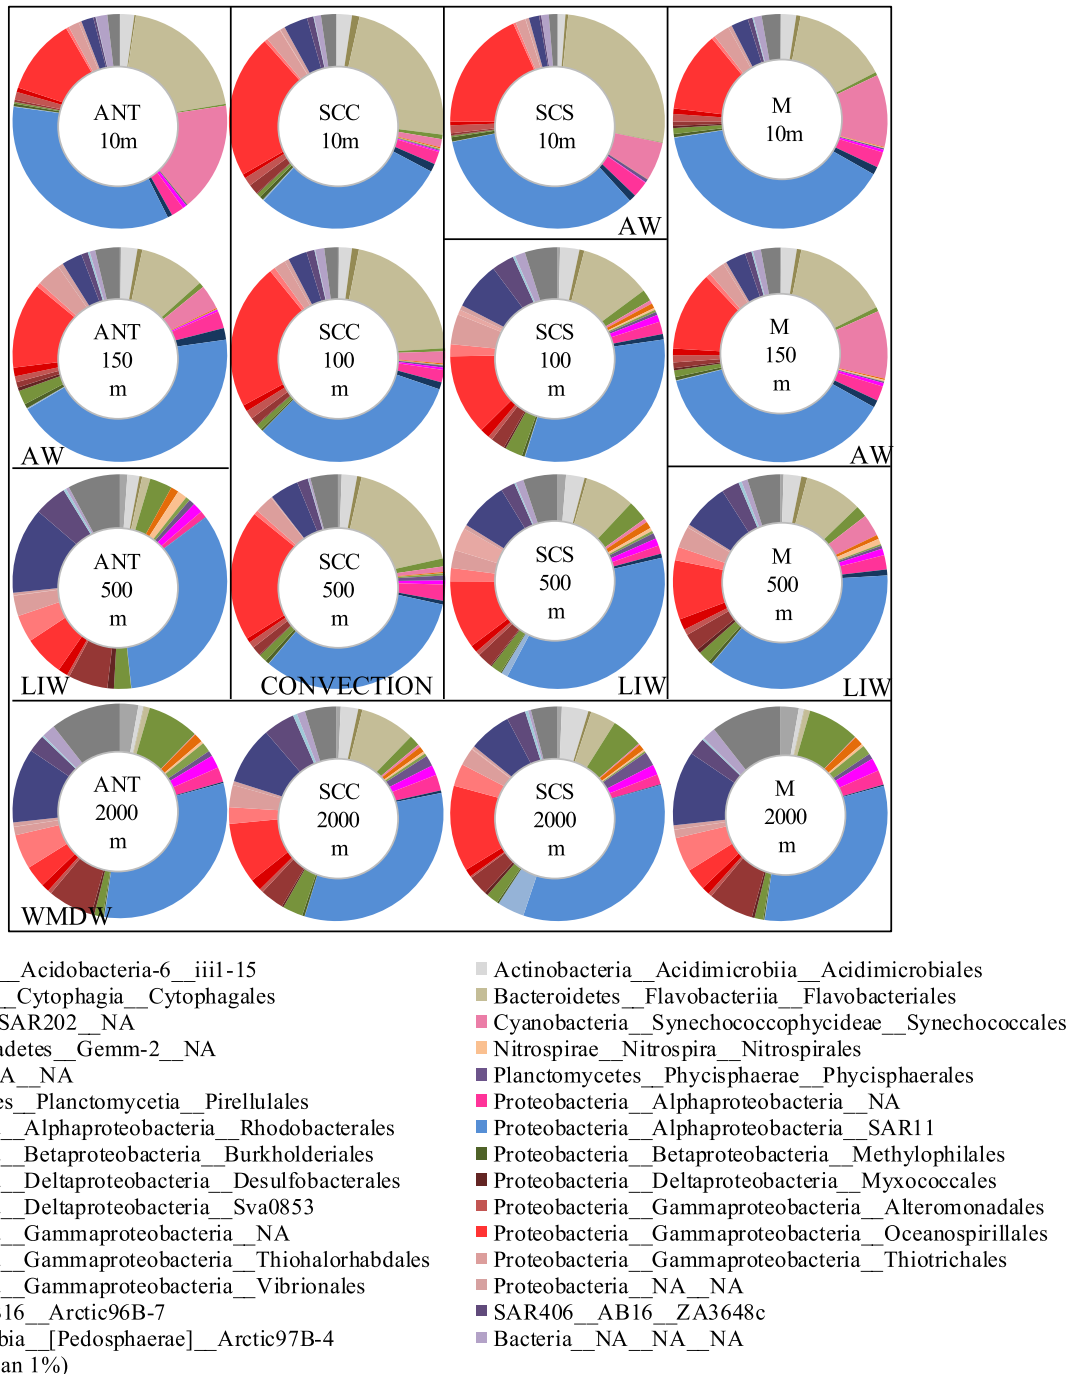 ANT
10m
SCC
10m
SCS
10m
M
10m
AW
ANT
150
m
SCC
100
m
SCS
100
m
M
150
m
AW
AW
ANT
500
m
SCC
500
m
SCS
500
m
M
500
m
LIW
CONVECTION
LIW
LIW
ANT
2000
m
SCC
2000
m
SCS
2000
m
M
2000
m
WMDW
__Acidobacteria-6__iii1-15
__Cytophagia__Cytophagales
SAR202__NA
adetes__Gemm-2__NA
A__NA
es__Planctomycetia__Pirellulales
__Alphaproteobacteria__Rhodobacterales
__Betaproteobacteria__Burkholderiales
__Deltaproteobacteria__Desulfobacterales
__Deltaproteobacteria__Sva0853
__Gammaproteobacteria__NA
__Gammaproteobacteria__Thiohalorhabdales
__Gammaproteobacteria__Vibrionales
16__Arctic96B-7
bia__[Pedosphaerae]__Arctic97B-4
an 1%)
Actinobacteria__Acidimicrobiia__Acidimicrobiales
Bacteroidetes__Flavobacteriia__Flavobacteriales
Cyanobacteria__Synechococcophycideae__Synechococcales
Nitrospirae__Nitrospira__Nitrospirales
Planctomycetes__Phycisphaerae__Phycisphaerales
Proteobacteria__Alphaproteobacteria__NA
Proteobacteria__Alphaproteobacteria__SAR11
Proteobacteria__Betaproteobacteria__Methylophilales
Proteobacteria__Deltaproteobacteria__Myxococcales
Proteobacteria__Gammaproteobacteria__Alteromonadales
Proteobacteria__Gammaproteobacteria__Oceanospirillales
Proteobacteria__Gammaproteobacteria__Thiotrichales
Proteobacteria__NA__NA
SAR406__AB16__ZA3648c
Bacteria__NA__NA__NA